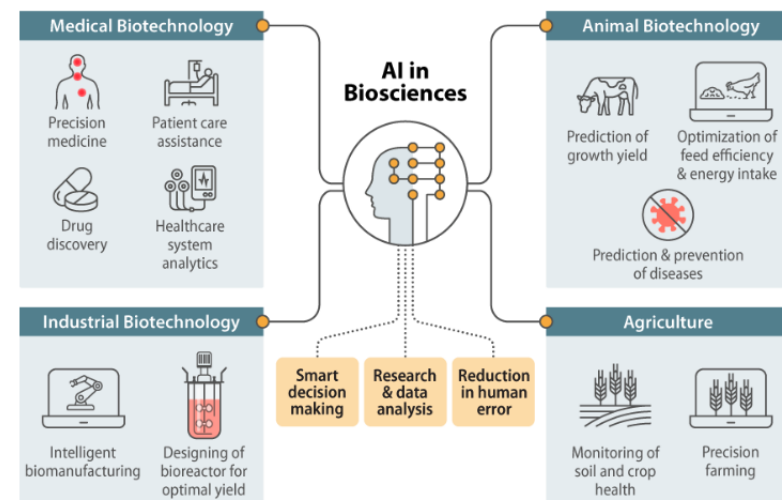 Medical Biotechnology
Precision
medicine
Patient care
assistance
Drug
discovery
Healthcare
system
analytics
AI in
Biosciences
Animal Biotechnology
Prediction of
growth yield
Optimization of
feed efficiency
& energy intake
Prediction & prevention
of diseases
Industrial Biotechnology
Intelligent
biomanufacturing
Designing of
bioreactor for
optimal yield
Smart
decision
making
Research
& data
analysis
Reduction
in human
error
Agriculture
Monitoring of
soil and crop
health
Precision
farming